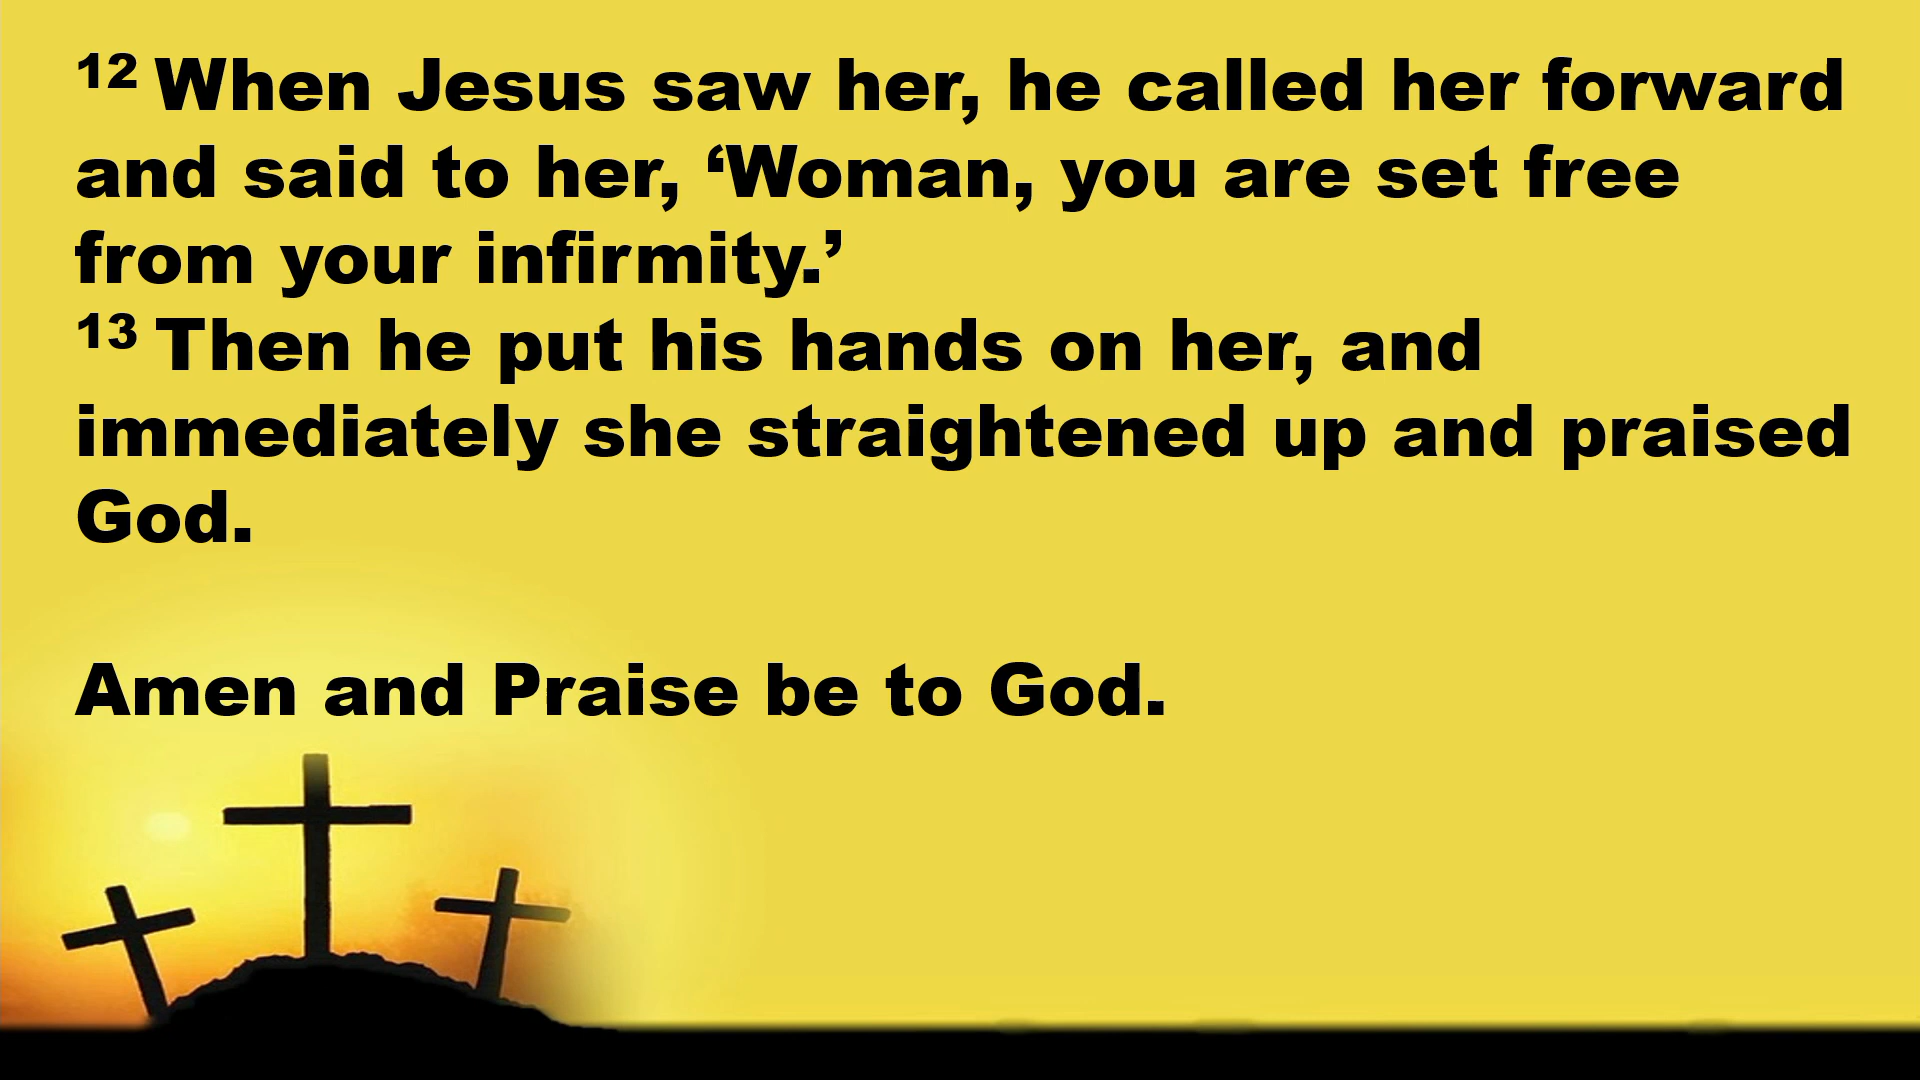 12 When Jesus saw her, he called her forward
and said to her, ‘Woman, you are set free
from your infirmity.’
13 Then he put his hands on her, and
immediately she straightened up and praised
God.
Amen and Praise be to God.